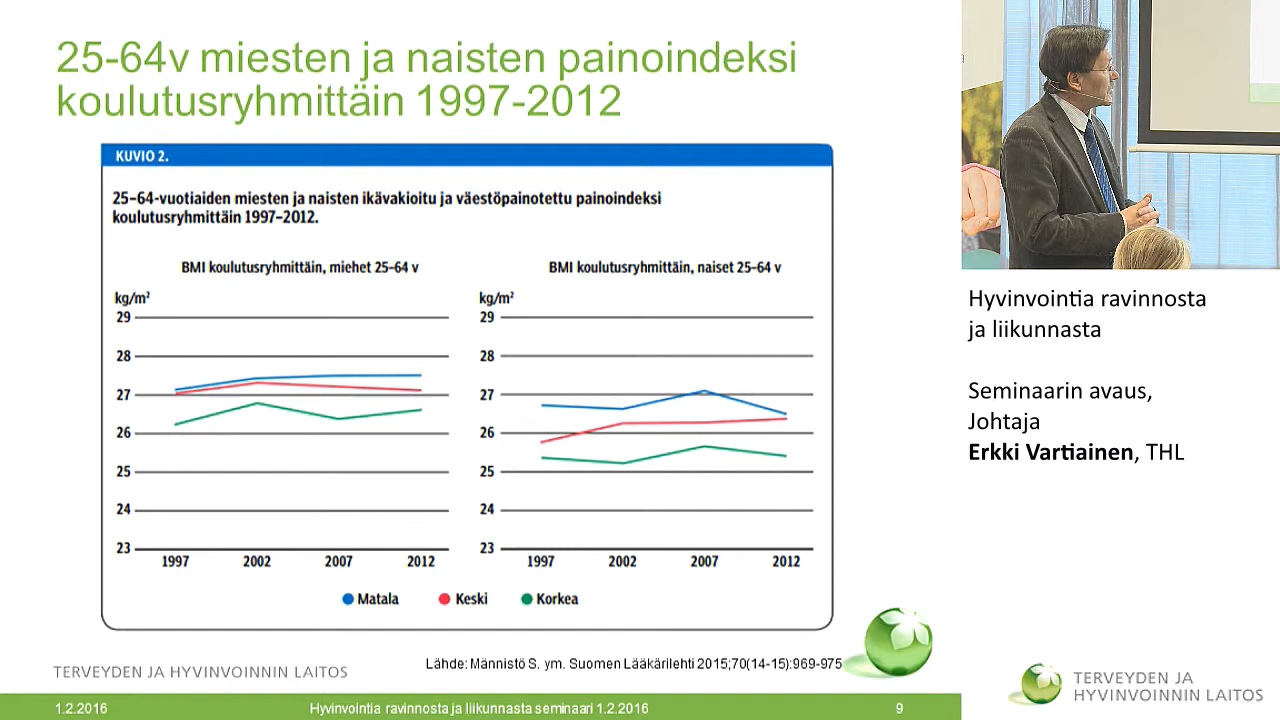 25-64v miesten ja naisten painoindeksi
koulutusryhmittäin 1997-2012
KUVIO 2.
25–64-vuotiaiden miesten ja naisten ikävakioitu ja väestöpainotettu painoindeksi
koulutusryhmittäin 1997–2012.
BMI koulutusryhmittäin, miehet 25–64 v
kg/m²
29
28
27
26
25
24
23
1997 2002 2007 2012
BMI koulutusryhmittäin, naiset 25–64 v
kg/m²
29
28
27
26
25
24
23
1997 2002 2007 2012
Matala Keski Korkea
Lähde: Männistö S. ym. Suomen Lääkärilehti 2015;70(14-15):969-975
TERVEYDEN JA HYVINVOINNIN LAITOS
1.2.2016 Hyvinvointia ravinnosta ja liikunnasta seminaari 1.2.2016 9
Hyvinvointia ravinnosta
ja liikunnasta
Seminaarin avaus,
Johtaja
Erkki Vartiainen, THL
TERVEYDEN JA
HYVINVOINNIN LAITOS